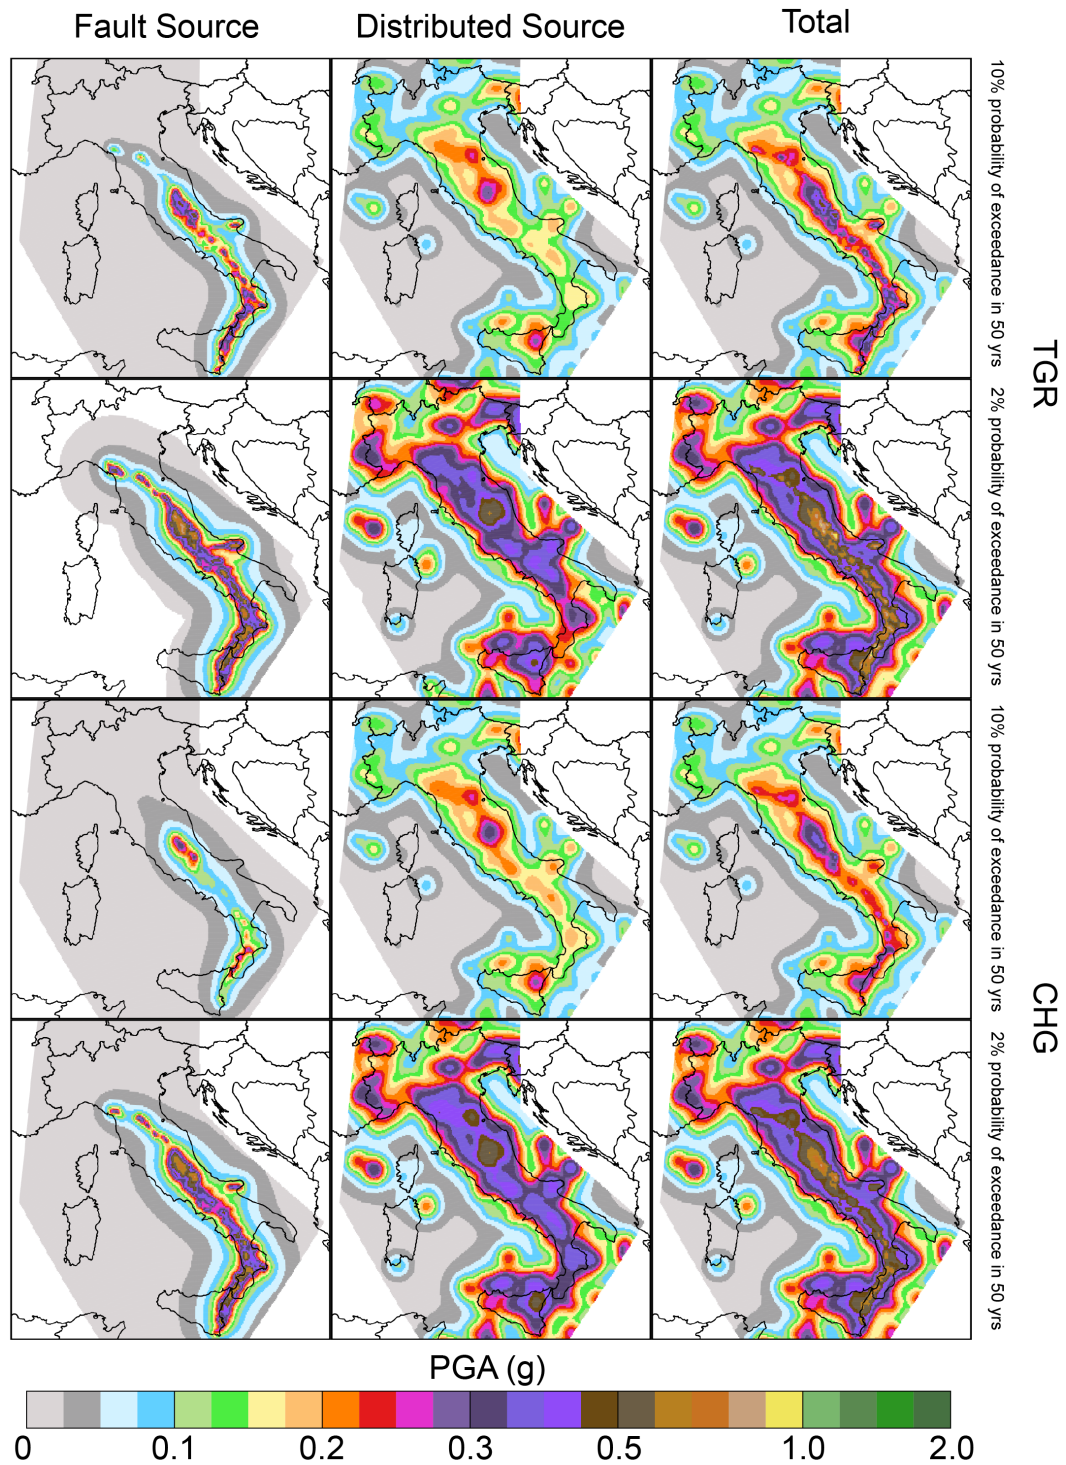 Fault Source
Distributed Source
Total
10% probability of exceedance in 50 yrs
TGR
2% probability of exceedance in 50 yrs
10% probability of exceedance in 50 yrs
CHG
2% probability of exceedance in 50 yrs
PGA (g)
0 0.1 0.2 0.3 0.5 1.0 2.0